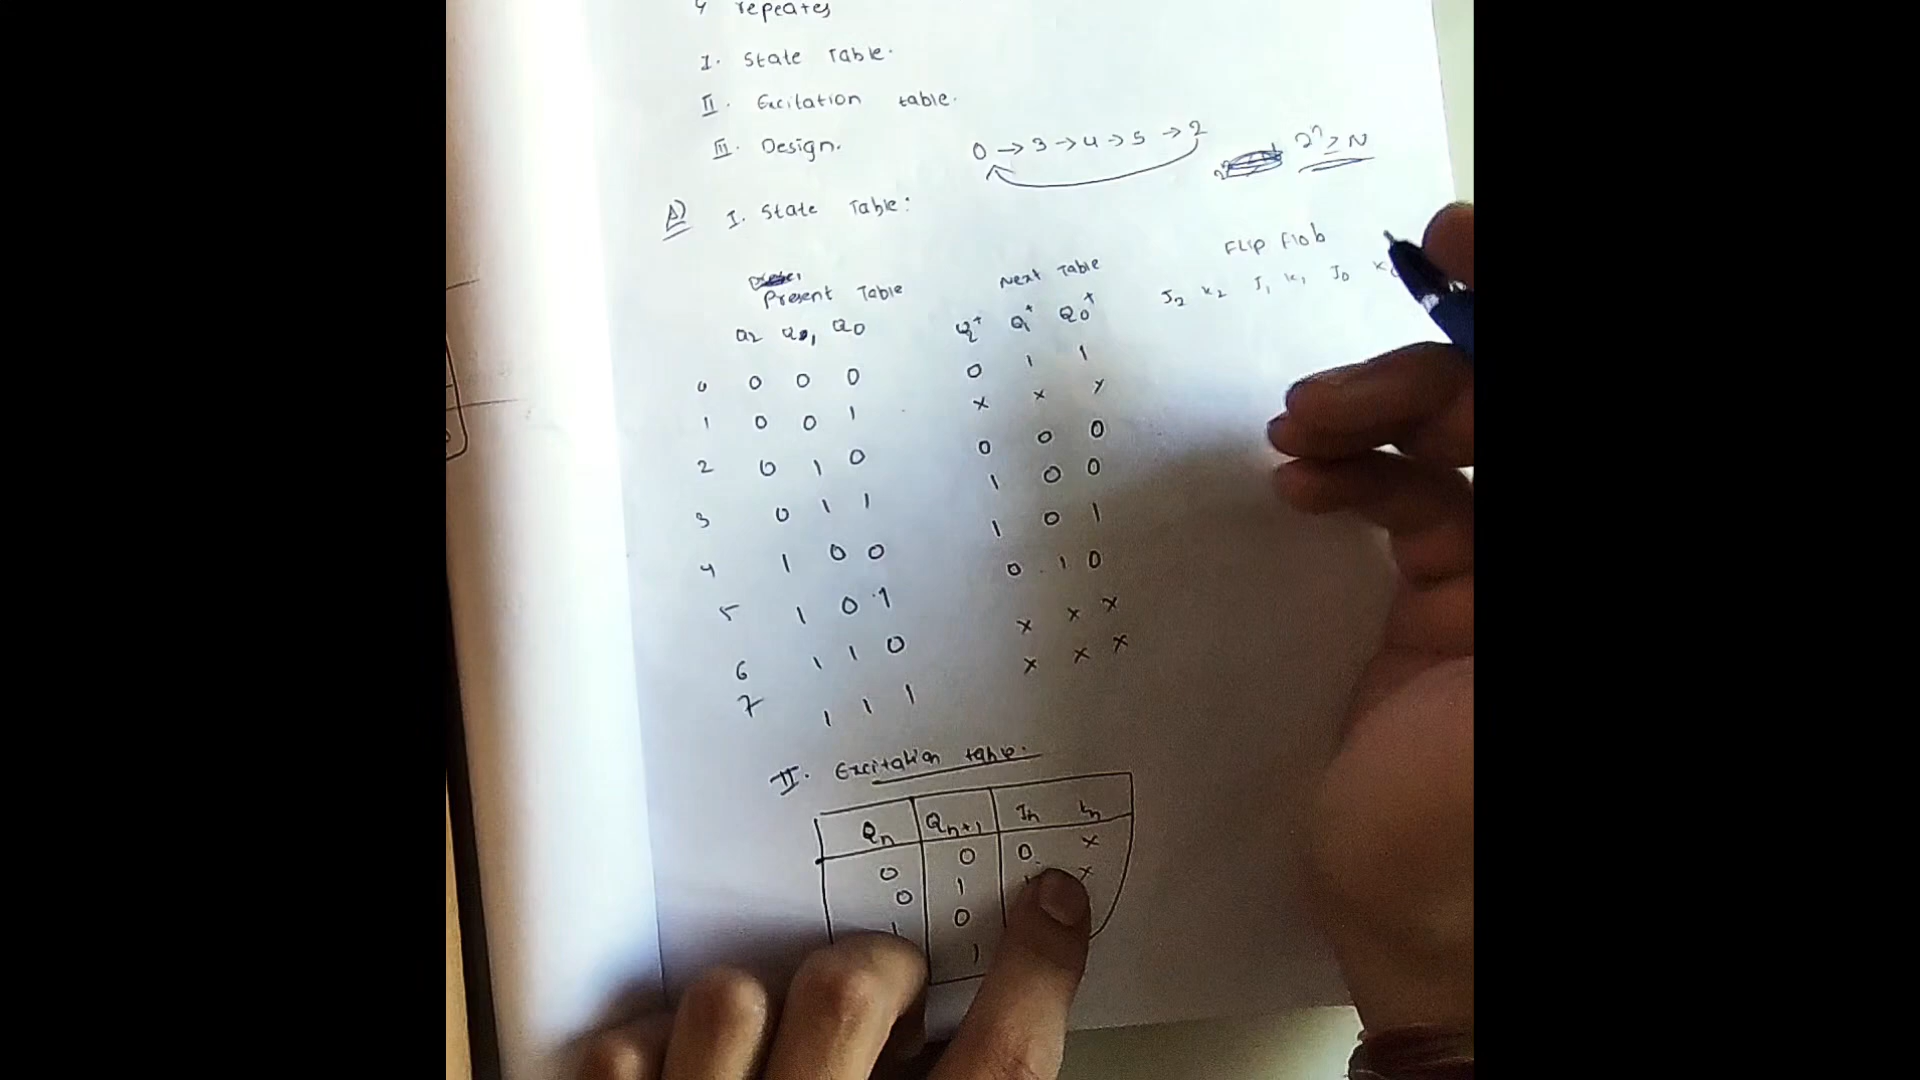 4 repeates
I. State Table.
II. Excitation table.
III. Design.
0 → 3 → 4 → 5 → 2
2ⁿ ≥ N
A) I. State Table:
Present Table Next Table Flip Flob
Q2 Q1 Q0 Q2⁺ Q1⁺ Q0⁺ J2 K2 J1 K1 J0 K0
0 0 0 0 0 1 1
1 0 0 1 x x x
2 0 1 0 0 0 0
3 0 1 1 1 0 0
4 1 0 0 1 0 1
5 1 0 1 0 1 0
6 1 1 0 x x x
7 1 1 1 x x x
II. Excitation table.
Qn Qn+1 Jn Kn
0 0 0 x
0 1 x
1 0
1